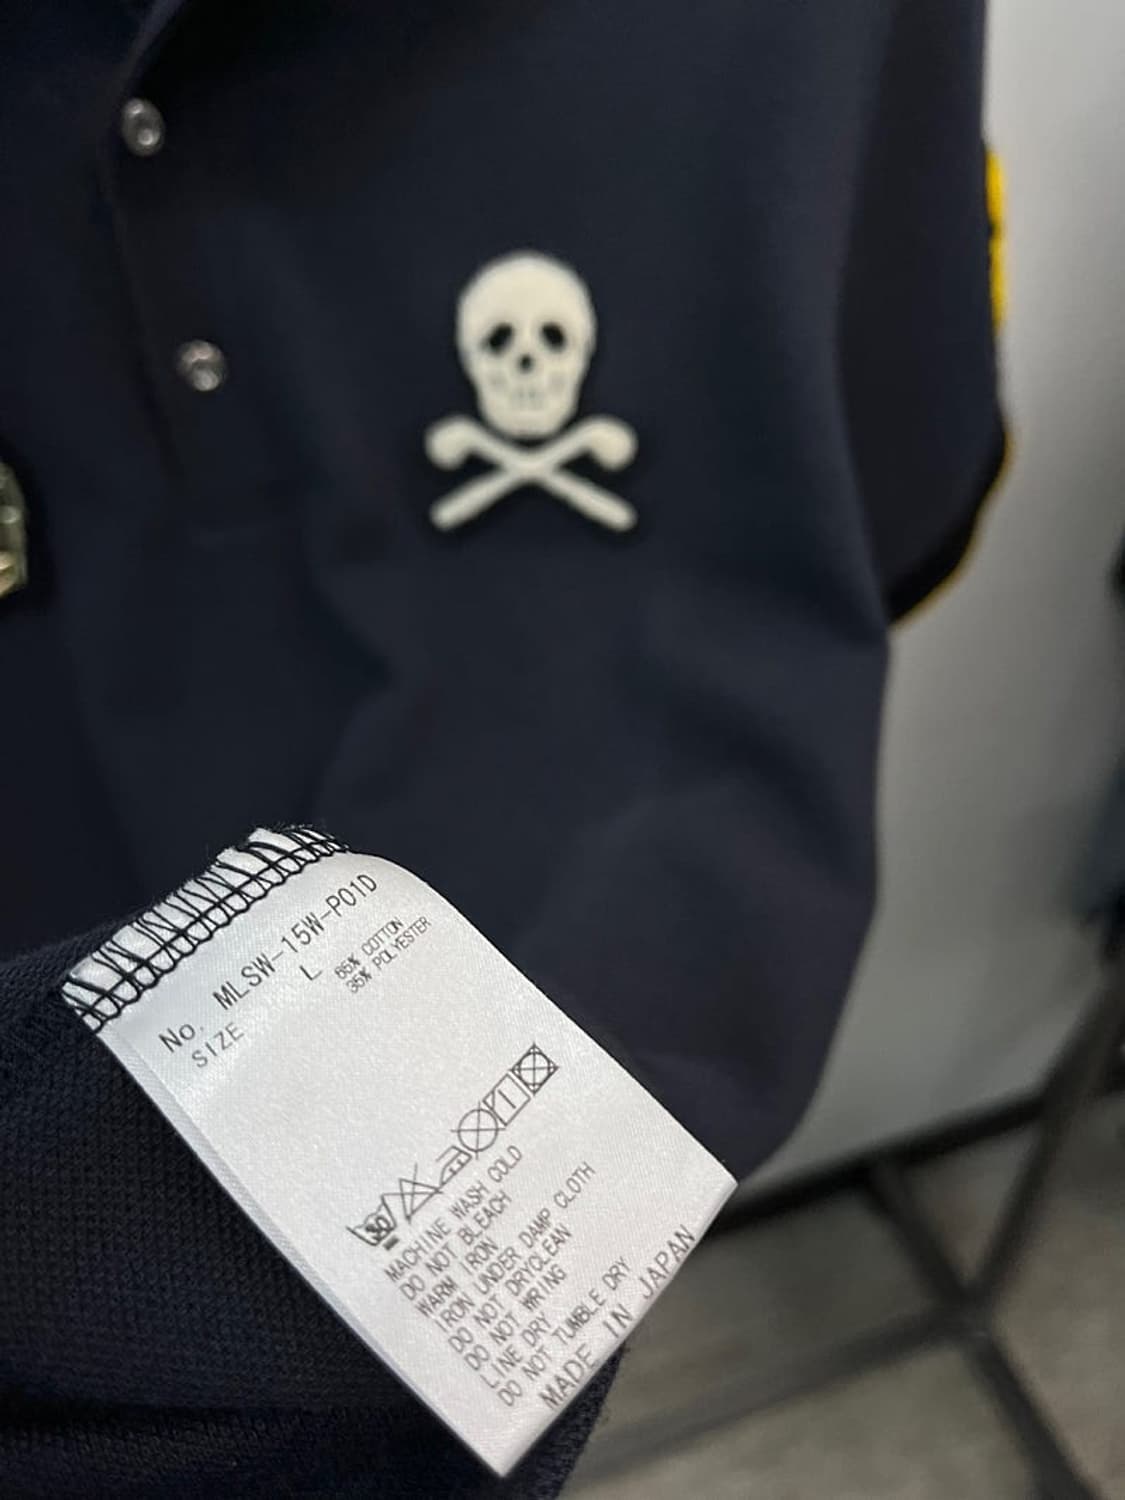 No. MLSW-15W-P01D
SIZE L
65% COTTON
35% POLYESTER
30
MACHINE WASH COLD
DO NOT BLEACH
WARM IRON
IRON UNDER DAMP CLOTH
DO NOT DRYCLEAN
DO NOT WRING
LINE DRY
DO NOT TUMBLE DRY
MADE IN JAPAN